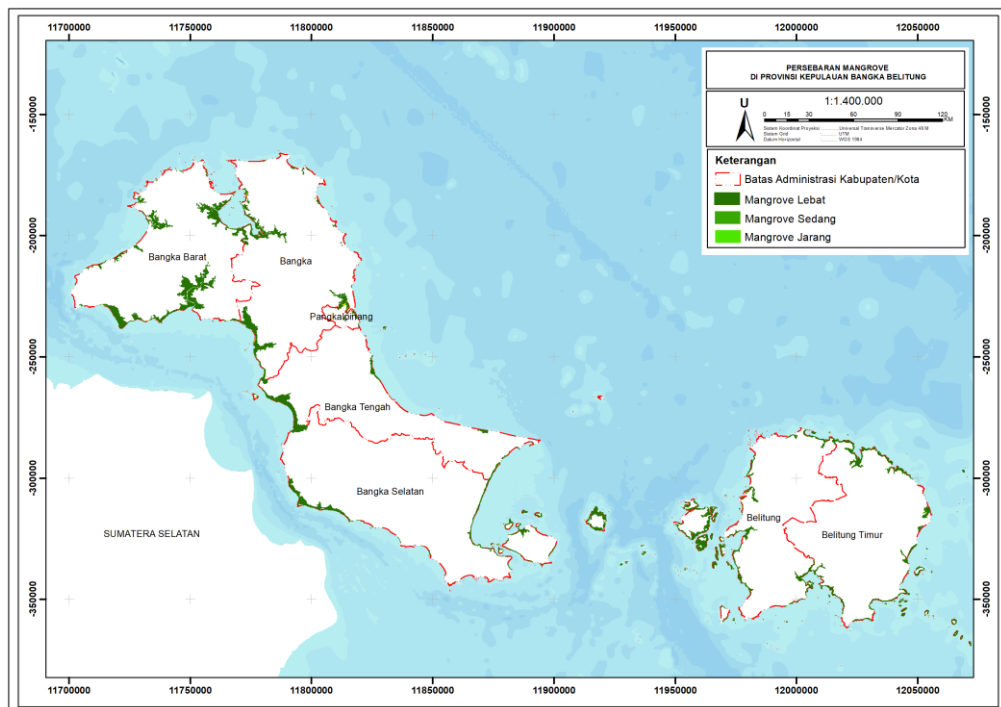 11700000 11750000 11800000 11850000 11900000 11950000 12000000 12050000
PERSEBARAN MANGROVE
DI PROVINSI KEPULAUAN BANGKA BELITUNG
U
1:1.400.000
0 15 30 60 90 120
KM
Sistem Koordinat Proyeksi : ............ Universal Transverse Mercator Zona 48 M
Sistem Grid ............ UTM
Datum Horizontal ............ WGS 1984
Keterangan
Batas Administrasi Kabupaten/Kota
Mangrove Lebat
Mangrove Sedang
Mangrove Jarang
-150000 -150000
-200000 -200000
Bangka Barat
Bangka
-250000 -250000
Pangkalpinang
Bangka Tengah
-300000 -300000
Bangka Selatan
Belitung
Belitung Timur
SUMATERA SELATAN
-350000 -350000
11700000 11750000 11800000 11850000 11900000 11950000 12000000 12050000